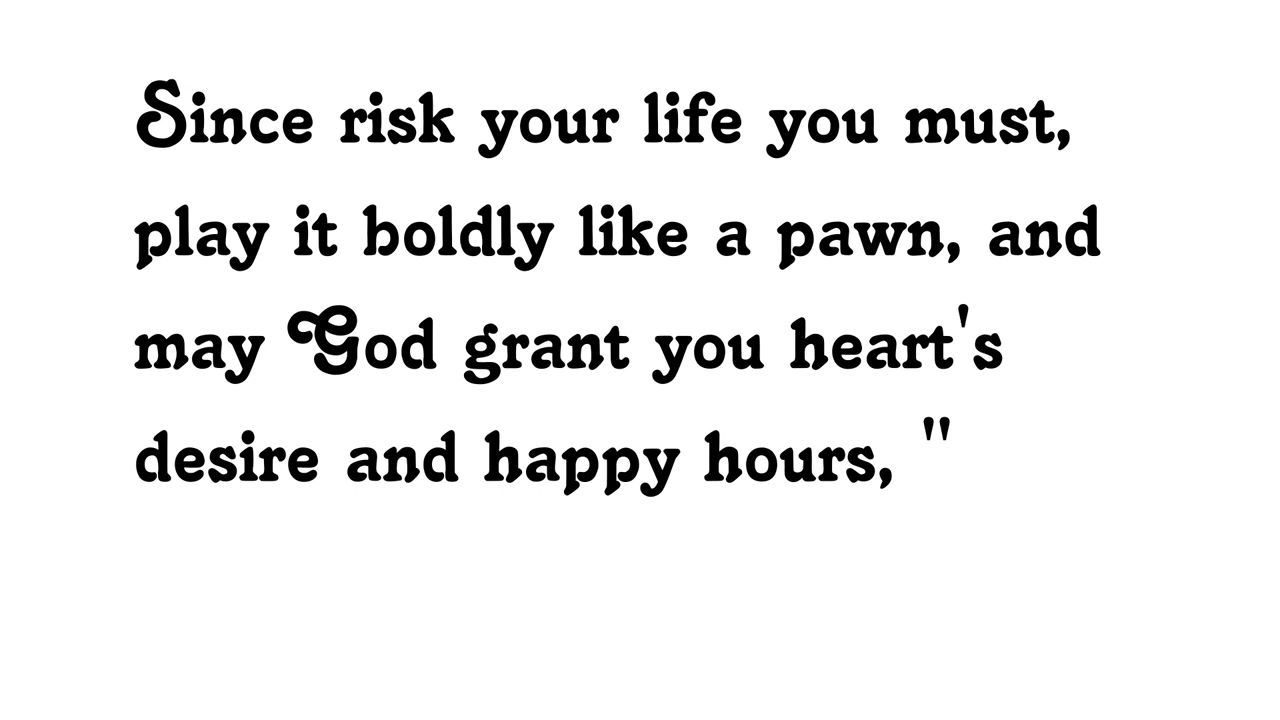 Since risk your life you must,
play it boldly like a pawn, and
may God grant you heart's
desire and happy hours, "